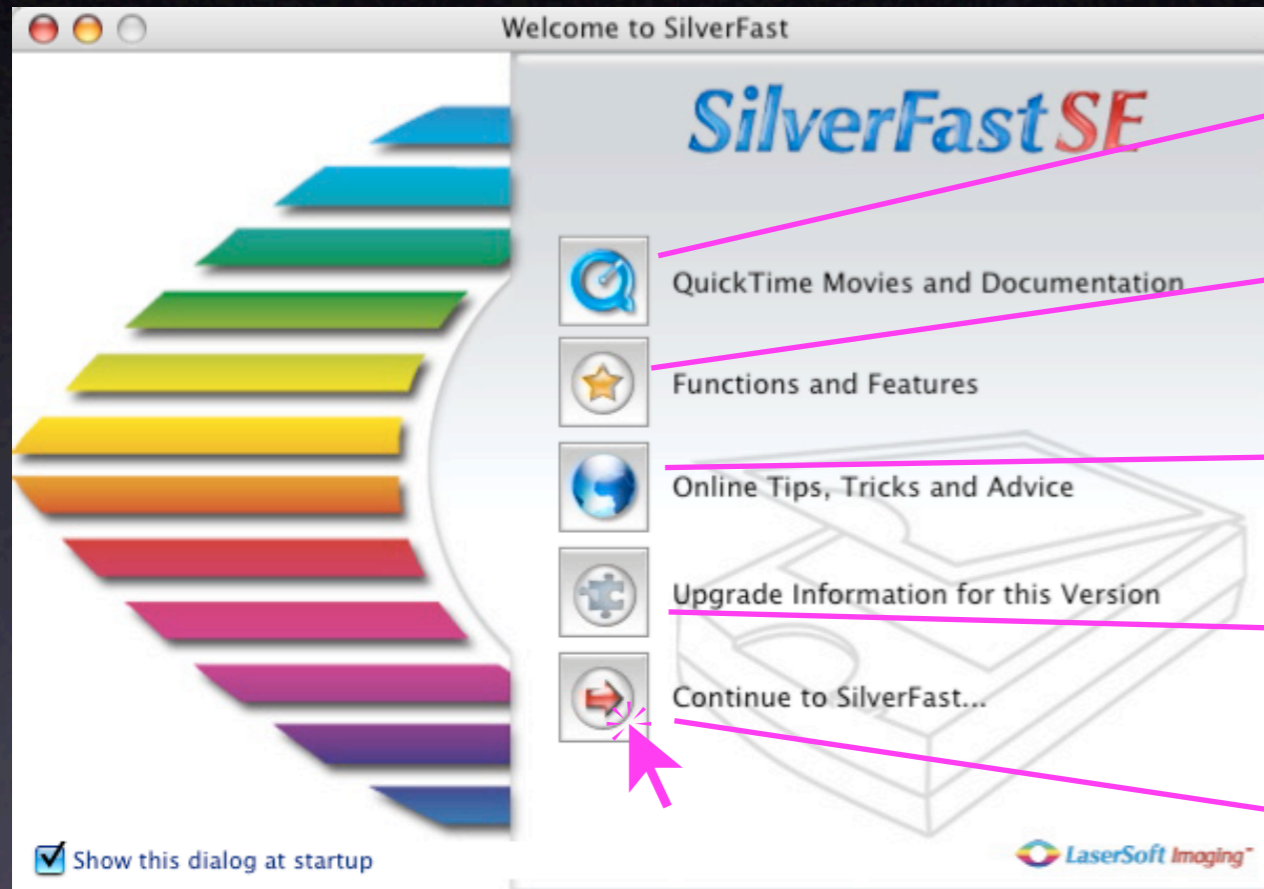 Welcome to SilverFast
SilverFast SE
QuickTime Movies and Documentation
Functions and Features
Online Tips, Tricks and Advice
Upgrade Information for this Version
Continue to SilverFast...
Show this dialog at startup
LaserSoft Imaging™